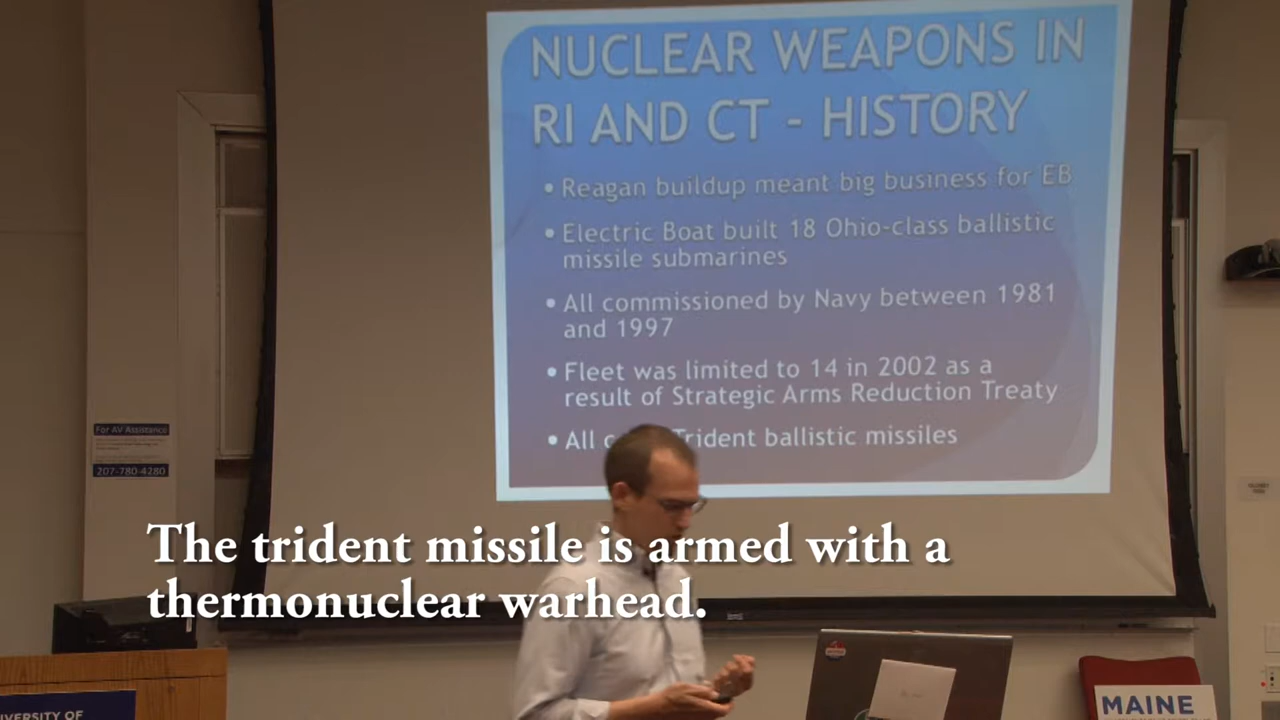 NUCLEAR WEAPONS IN
RI AND CT - HISTORY
• Reagan buildup meant big business for EB
• Electric Boat built 18 Ohio-class ballistic
missile submarines
• All commissioned by Navy between 1981
and 1997
• Fleet was limited to 14 in 2002 as a
result of Strategic Arms Reduction Treaty
• All Trident ballistic missiles
For AV Assistance
207-780-4280
The trident missile is armed with a
thermonuclear warhead.
OF
MAINE